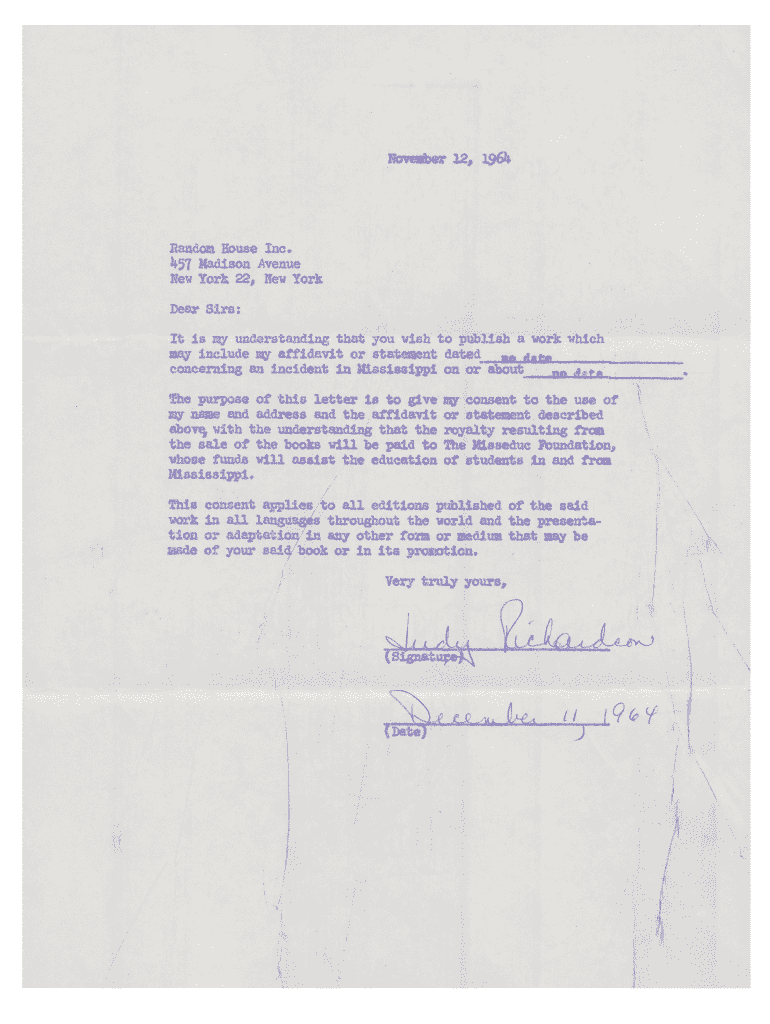 November 12, 1964
Random House Inc.
457 Madison Avenue
New York 22, New York
Dear Sirs:
It is my understanding that you wish to publish a work which
may include my affidavit or statement dated no date
concerning an incident in Mississippi on or about no date.
The purpose of this letter is to give my consent to the use of
my name and address and the affidavit or statement described
above, with the understanding that the royalty resulting from
the sale of the books will be paid to The Misseduc Foundation,
whose funds will assist the education of students in and from
Mississippi.
This consent applies to all editions published of the said
work in all languages throughout the world and the presenta-
tion or adaptation in any other form or medium that may be
made of your said book or in its promotion.
Very truly yours,
Judy Richardson
(Signature)
December 11, 1964
(Date)